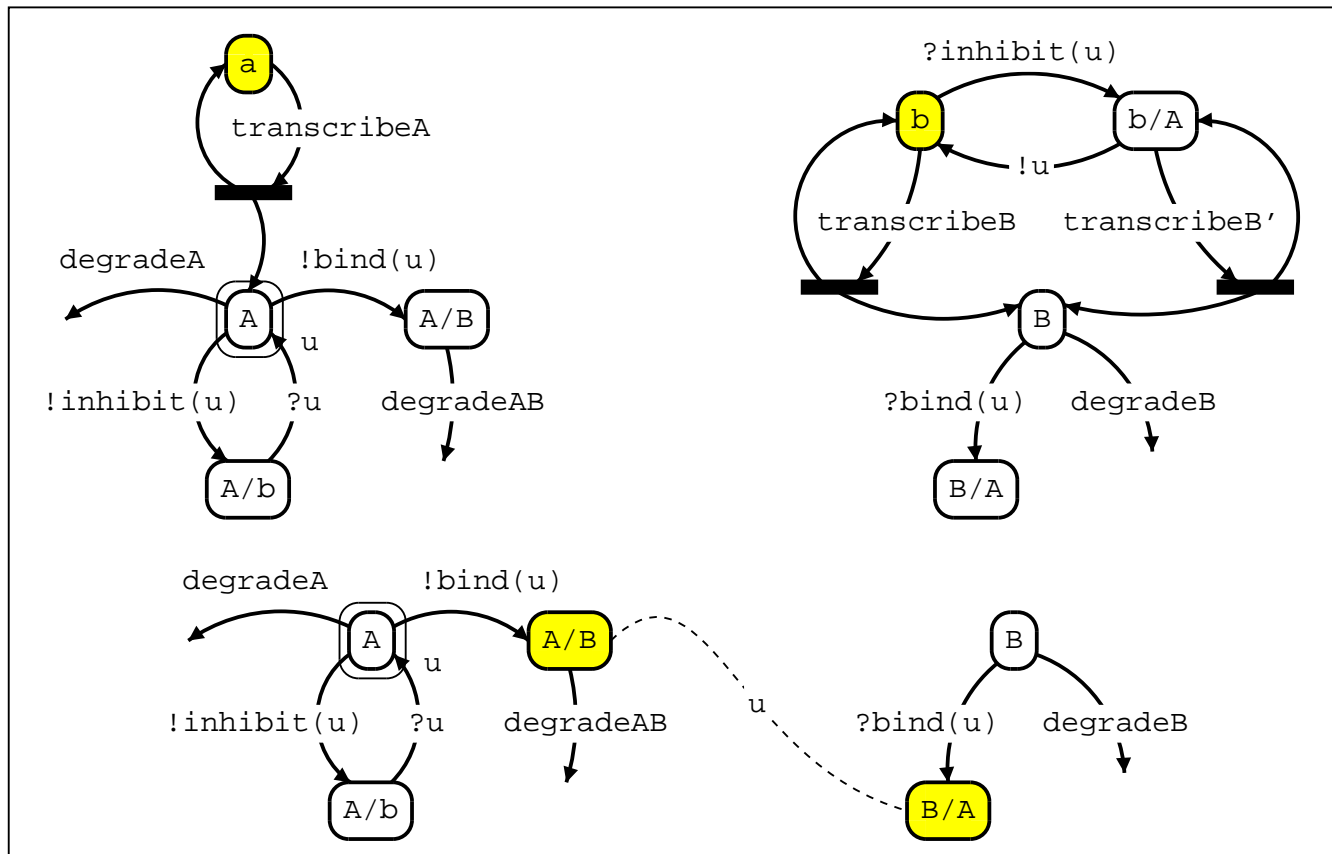 a
?inhibit(u)
transcribeA
b
b/A
!u
transcribeB
transcribeB’
degradeA
!bind(u)
A
u
A/B
B
!inhibit(u)
?u
degradeAB
?bind(u)
degradeB
A/b
B/A
degradeA
!bind(u)
A
u
A/B
B
u
!inhibit(u)
?u
degradeAB
?bind(u)
degradeB
A/b
B/A